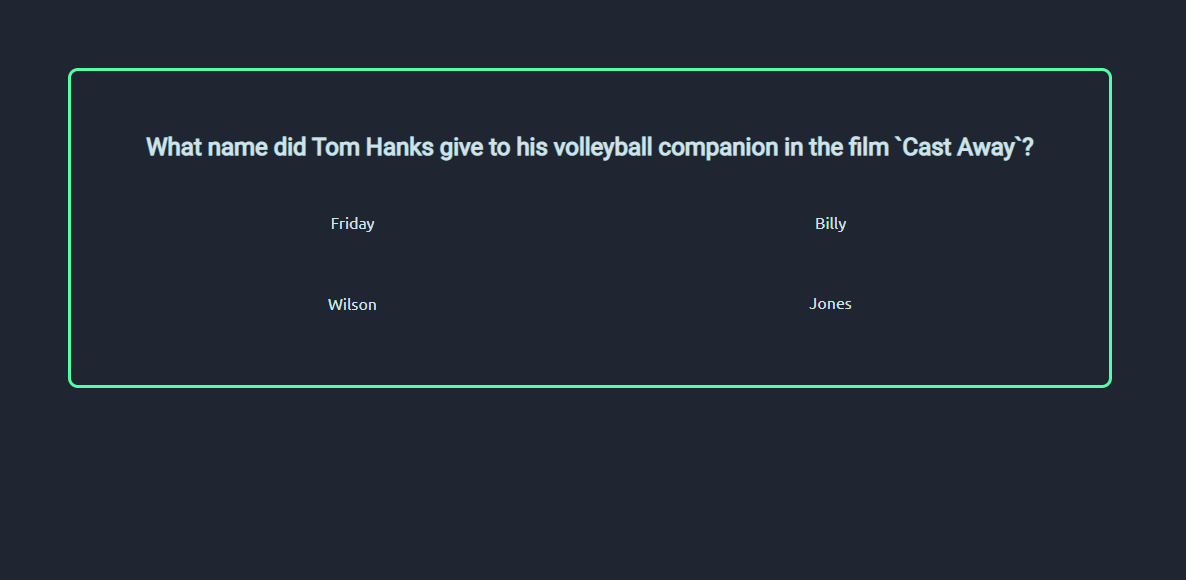 What name did Tom Hanks give to his volleyball companion in the film `Cast Away`?
Friday
Billy
Wilson
Jones